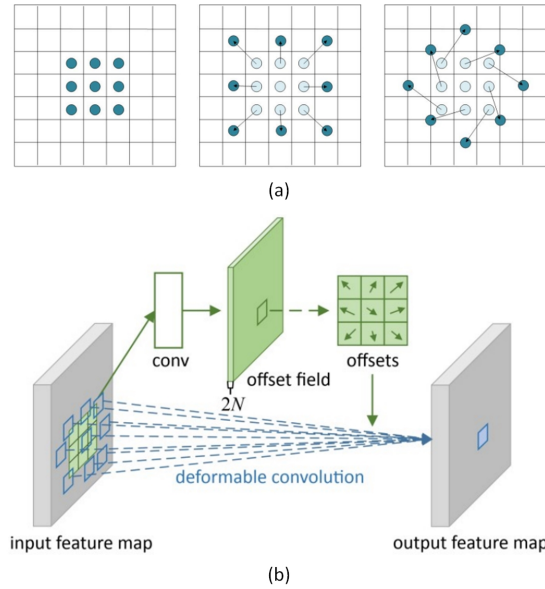 (a)
conv
offset field
offsets
2N
deformable convolution
input feature map
output feature map
(b)